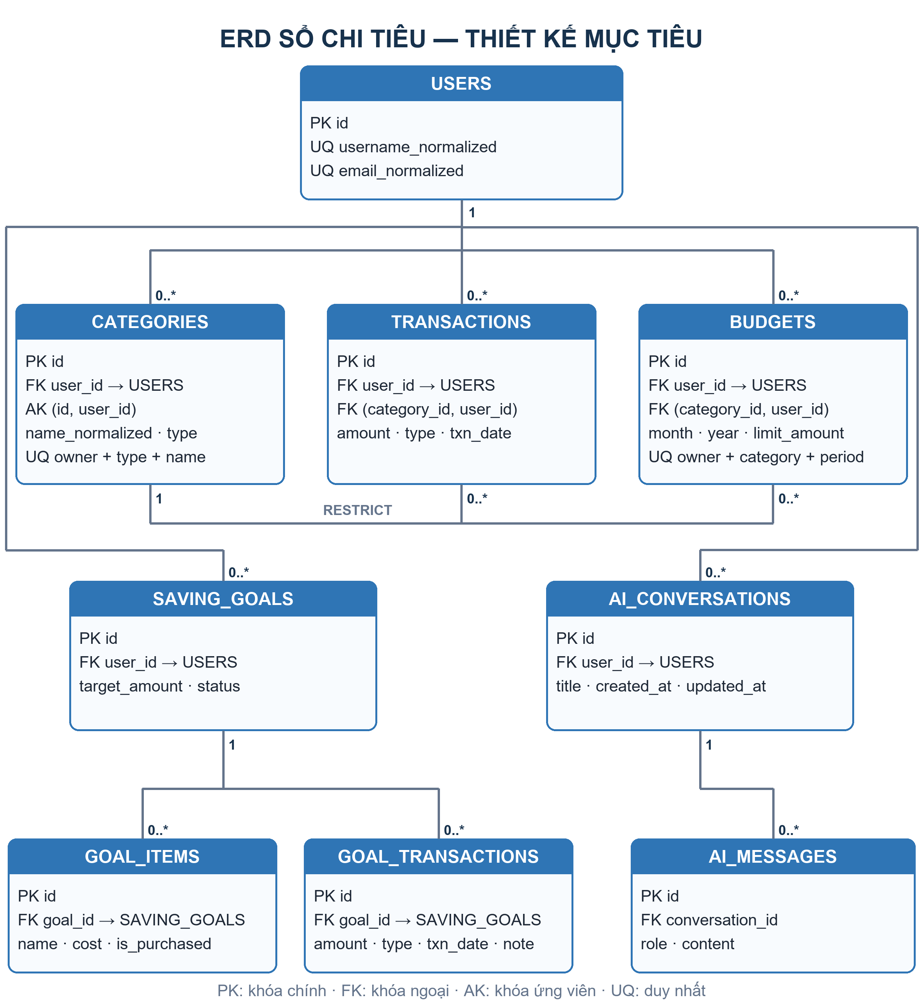 ERD SỔ CHI TIÊU — THIẾT KẾ MỤC TIÊU
USERS
PK id
UQ username_normalized
UQ email_normalized
1
0..*
0..*
0..*
CATEGORIES
PK id
FK user_id → USERS
AK (id, user_id)
name_normalized · type
UQ owner + type + name
TRANSACTIONS
PK id
FK user_id → USERS
FK (category_id, user_id)
amount · type · txn_date
BUDGETS
PK id
FK user_id → USERS
FK (category_id, user_id)
month · year · limit_amount
UQ owner + category + period
1
RESTRICT
0..*
0..*
0..*
0..*
SAVING_GOALS
PK id
FK user_id → USERS
target_amount · status
AI_CONVERSATIONS
PK id
FK user_id → USERS
title · created_at · updated_at
1
1
0..*
0..*
0..*
GOAL_ITEMS
PK id
FK goal_id → SAVING_GOALS
name · cost · is_purchased
GOAL_TRANSACTIONS
PK id
FK goal_id → SAVING_GOALS
amount · type · txn_date · note
AI_MESSAGES
PK id
FK conversation_id
role · content
PK: khóa chính · FK: khóa ngoại · AK: khóa ứng viên · UQ: duy nhất